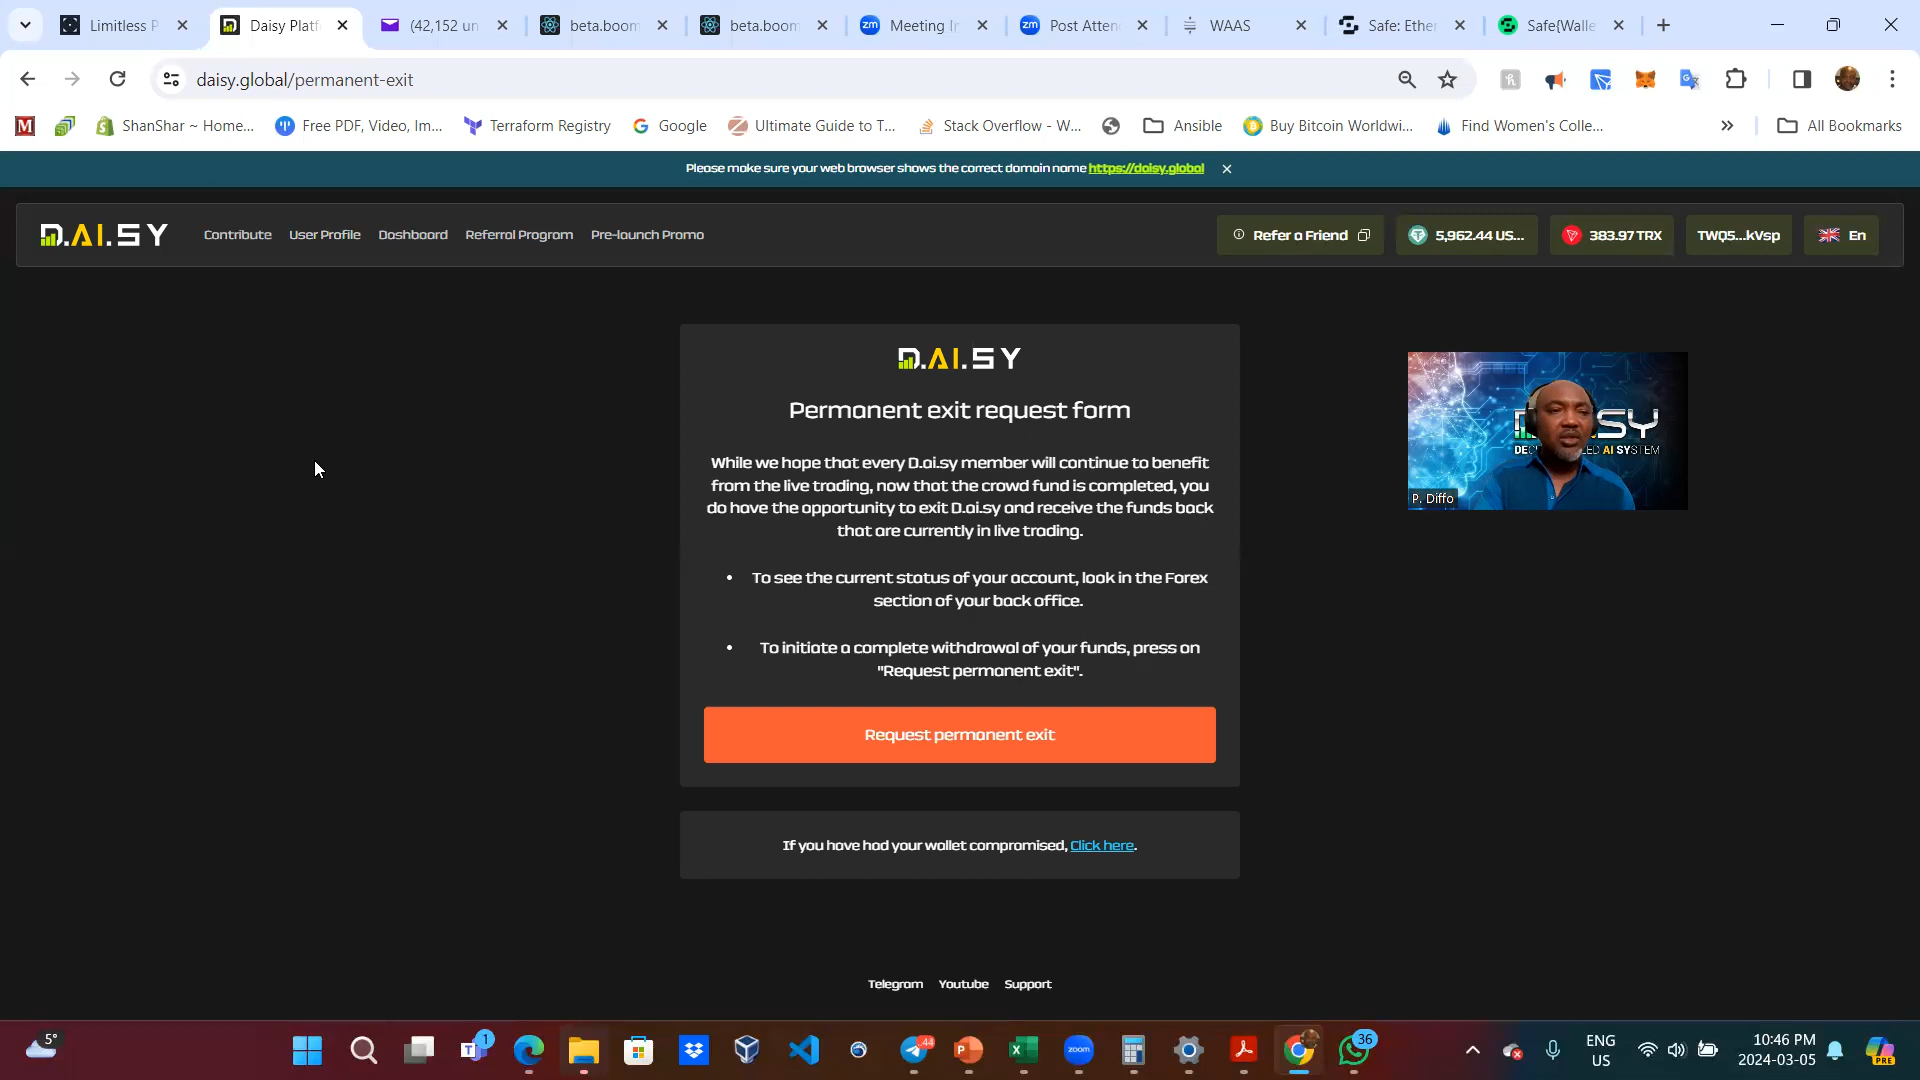 Limitless P
Daisy Platf
(42,152 un
beta.boom
beta.boom
Meeting In
Post Atten
WAAS
Safe: Ether
Safe{Walle
daisy.global/permanent-exit
ShanShar ~ Home...
Free PDF, Video, Im...
Terraform Registry
Google
Ultimate Guide to T...
Stack Overflow - W...
Ansible
Buy Bitcoin Worldwi...
Find Women's Colle...
All Bookmarks
Please make sure your web browser shows the correct domain name https://daisy.global
D.AI.SY
Contribute
User Profile
Dashboard
Referral Program
Pre-launch Promo
Refer a Friend
5,962.44 US...
383.97 TRX
TWQ5...kVsp
En
D.AI.SY
Permanent exit request form
While we hope that every D.ai.sy member will continue to benefit
from the live trading, now that the crowd fund is completed, you
do have the opportunity to exit D.ai.sy and receive the funds back
that are currently in live trading.
• To see the current status of your account, look in the Forex
section of your back office.
• To initiate a complete withdrawal of your funds, press on
"Request permanent exit".
Request permanent exit
If you have had your wallet compromised, Click here.
P. Diffo
Telegram
Youtube
Support
5°
1
44
zoom
36
ENG
US
10:46 PM
2024-03-05
PRE